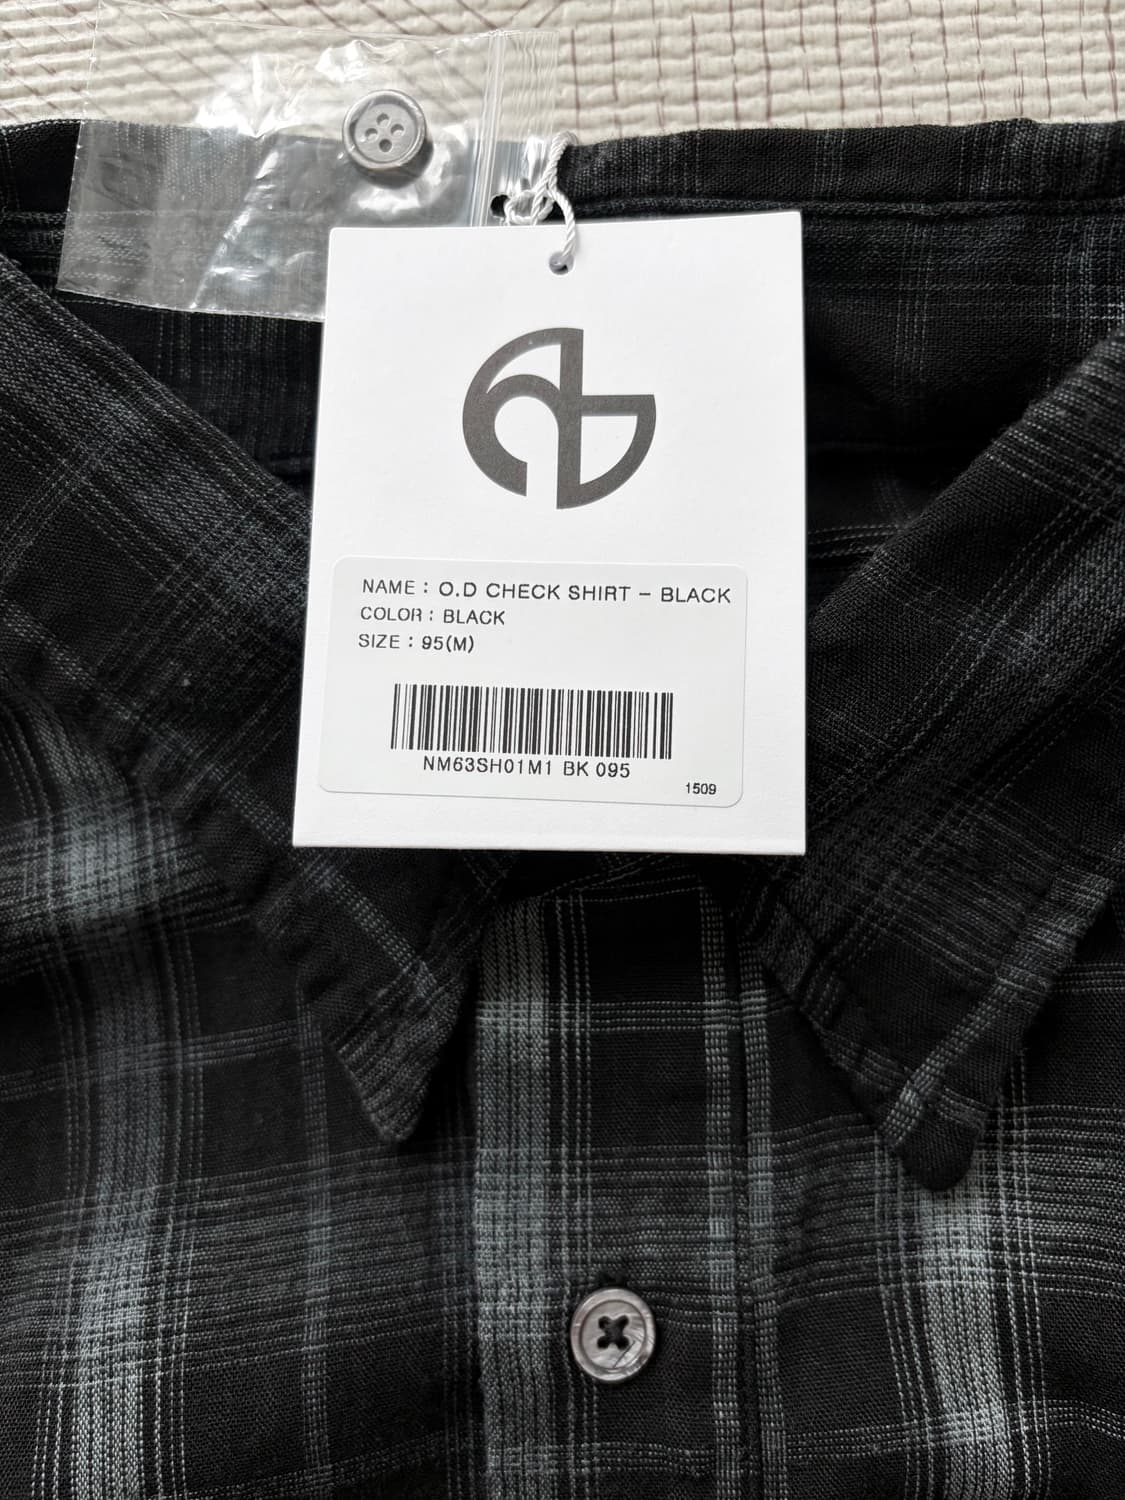 NAME : O.D CHECK SHIRT - BLACK
COLOR : BLACK
SIZE : 95(M)
NM63SH01M1 BK 095
1509